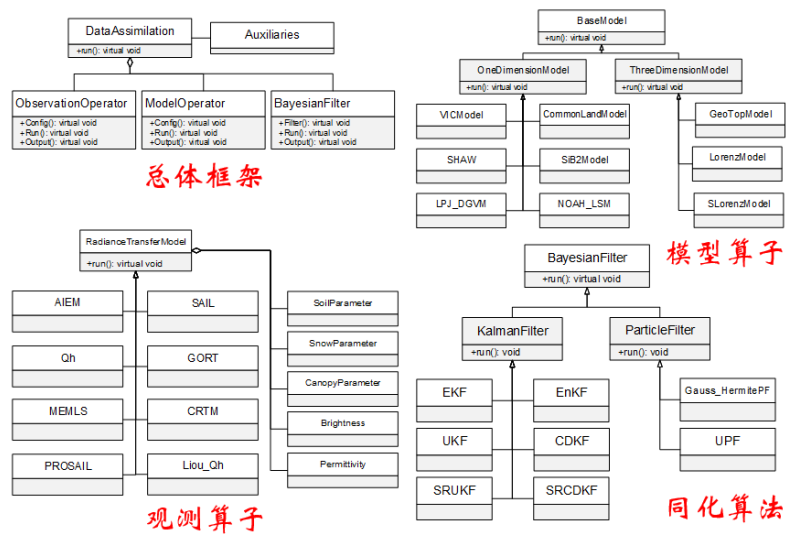 DataAssimilation
+run(): virtual void
Auxiliaries
ObservationOperator
+Config(): virtual void
+Run(): virtual void
+Output(): virtual void
ModelOperator
+Config(): virtual void
+Run(): virtual void
+Output(): virtual void
BayesianFilter
+Filter(): virtual void
+Run(): virtual void
+Output(): virtual void
总体框架
BaseModel
+run(): virtual void
OneDimensionModel
+run(): virtual void
ThreeDimensionModel
+run(): virtual void
VICModel
CommonLandModel
SHAW
SiB2Model
LPJ_DGVM
NOAH_LSM
GeoTopModel
LorenzModel
SLorenzModel
模型算子
RadianceTransferModel
+run(): virtual void
AIEM
SAIL
Qh
GORT
MEMLS
CRTM
PROSAIL
Liou_Qh
SoilParameter
SnowParameter
CanopyParameter
Brightness
Permittivity
观测算子
BayesianFilter
+run(): virtual void
KalmanFilter
+run(): void
ParticleFilter
+run(): void
EKF
EnKF
UKF
CDKF
SRUKF
SRCDKF
Gauss_HermitePF
UPF
同化算法